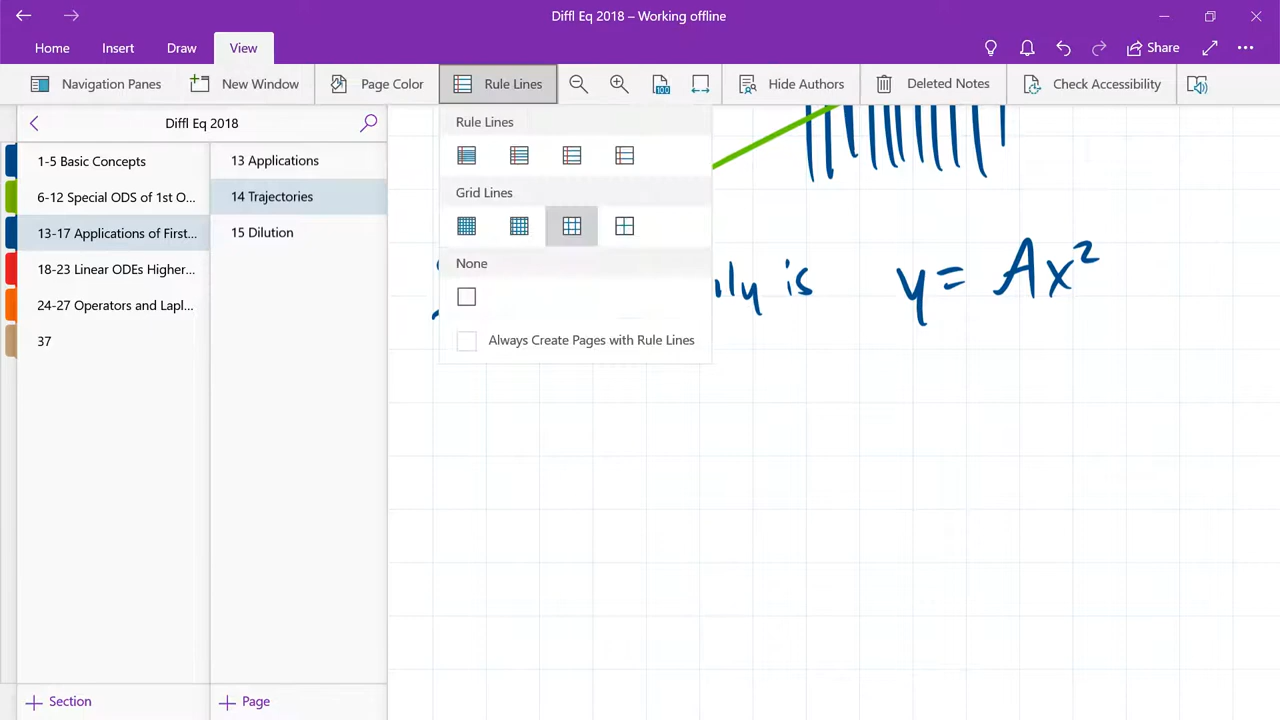 Diffl Eq 2018 – Working offline
Home Insert Draw View Share
Navigation Panes New Window Page Color Rule Lines 100 Hide Authors Deleted Notes Check Accessibility
Diffl Eq 2018
1-5 Basic Concepts
6-12 Special ODS of 1st O...
13-17 Applications of First...
18-23 Linear ODEs Higher...
24-27 Operators and Lapl...
37
13 Applications
14 Trajectories
15 Dilution
Rule Lines
Grid Lines
None
Always Create Pages with Rule Lines
is y = Ax²
+ Section
+ Page